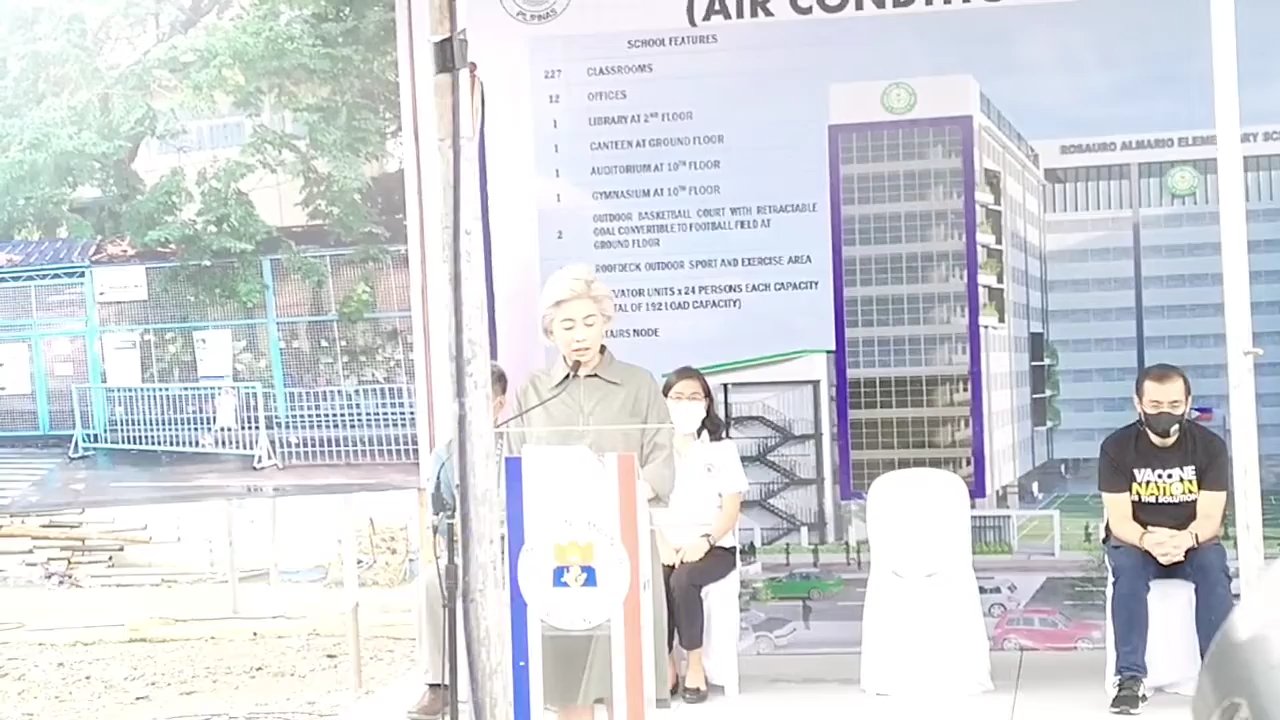 PILIPINAS
(AIR CONDITIO
SCHOOL FEATURES
227 CLASSROOMS
12 OFFICES
1 LIBRARY AT 2ND FLOOR
1 CANTEEN AT GROUND FLOOR
1 AUDITORIUM AT 10TH FLOOR
1 GYMNASIUM AT 10TH FLOOR
2 OUTDOOR BASKETBALL COURT WITH RETRACTABLE
GOAL CONVERTIBLE TO FOOTBALL FIELD AT
GROUND FLOOR
ROOFDECK OUTDOOR SPORT AND EXERCISE AREA
VATOR UNITS x 24 PERSONS EACH CAPACITY
TAL OF 192 LOAD CAPACITY)
TAIRS NODE
ROSAURO ALMARIO ELEMENTARY SC
VACCINE
NATION
IS THE SOLUTION